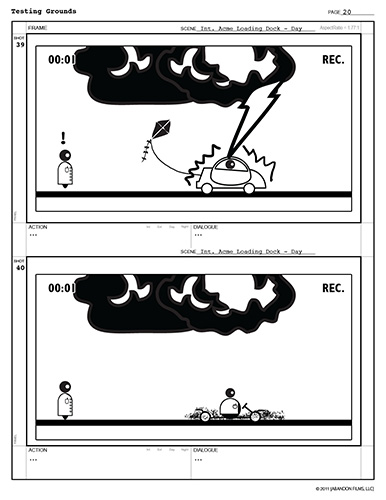 Testing Grounds
PAGE 20
FRAME
SCENE Int. Acme Loading Dock - Day
SHOT
39
00:01
REC.
!
ACTION
DIALOGUE
...
SCENE Int. Acme Loading Dock - Day
SHOT
40
00:01
REC.
ACTION
DIALOGUE
...
© 2011 [ABANDON FILMS, LLC]